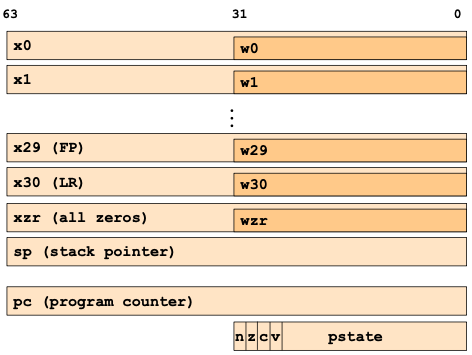 63 31 0
x0 w0
x1 w1
⋮
x29 (FP) w29
x30 (LR) w30
xzr (all zeros) wzr
sp (stack pointer)
pc (program counter)
n z c v pstate